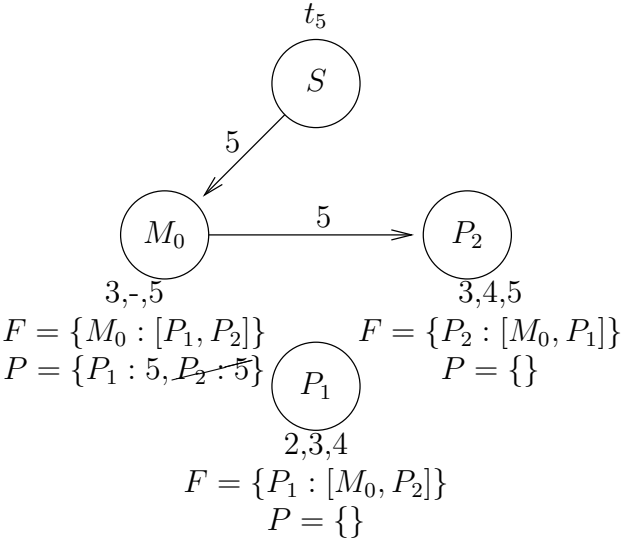 t₅
S
5
M₀
5
P₂
3,-,5
3,4,5
F = {M₀ : [P₁, P₂]}
F = {P₂ : [M₀, P₁]}
P = {P₁ : 5, P₂ : 5}
P₁
P = {}
2,3,4
F = {P₁ : [M₀, P₂]}
P = {}